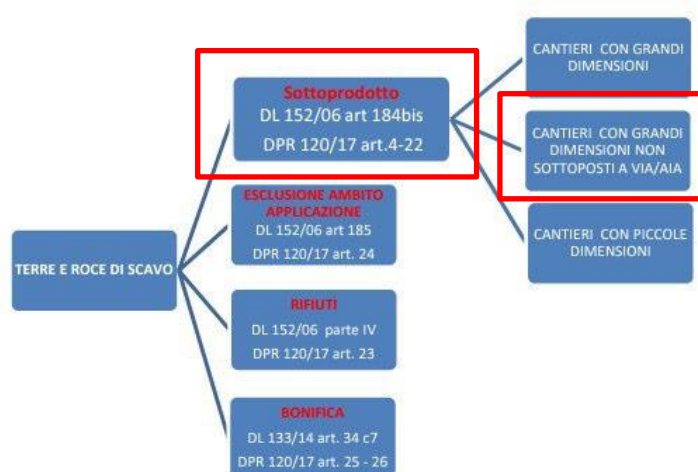 TERRE E ROCE DI SCAVO
Sottoprodotto
DL 152/06 art 184bis
DPR 120/17 art.4-22
ESCLUSIONE AMBITO
APPLICAZIONE
DL 152/06 art 185
DPR 120/17 art. 24
RIFIUTI
DL 152/06 parte IV
DPR 120/17 art. 23
BONIFICA
DL 133/14 art. 34 c7
DPR 120/17 art. 25 - 26
CANTIERI CON GRANDI
DIMENSIONI
CANTIERI CON GRANDI
DIMENSIONI NON
SOTTOPOSTI A VIA/AIA
CANTIERI CON PICCOLE
DIMENSIONI